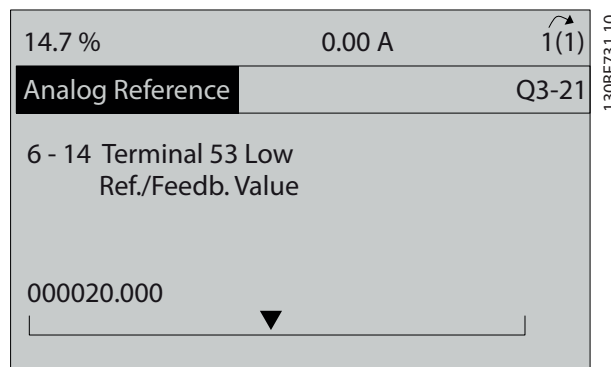 14.7 % 0.00 A 1(1)
Analog Reference Q3-21
6 - 14 Terminal 53 Low
Ref./Feedb. Value
000020.000
130BF731.10